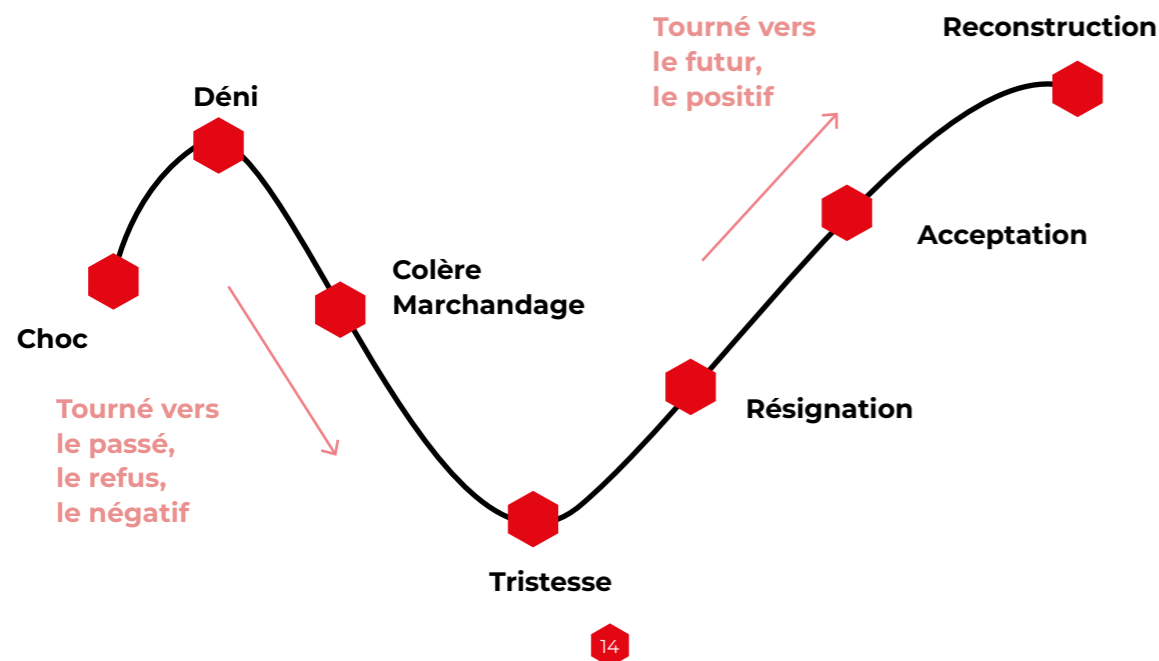 Tourné vers
le futur,
le positif
Reconstruction
Déni
Acceptation
Colère
Marchandage
Choc
Résignation
Tourné vers
le passé,
le refus,
le négatif
Tristesse
14